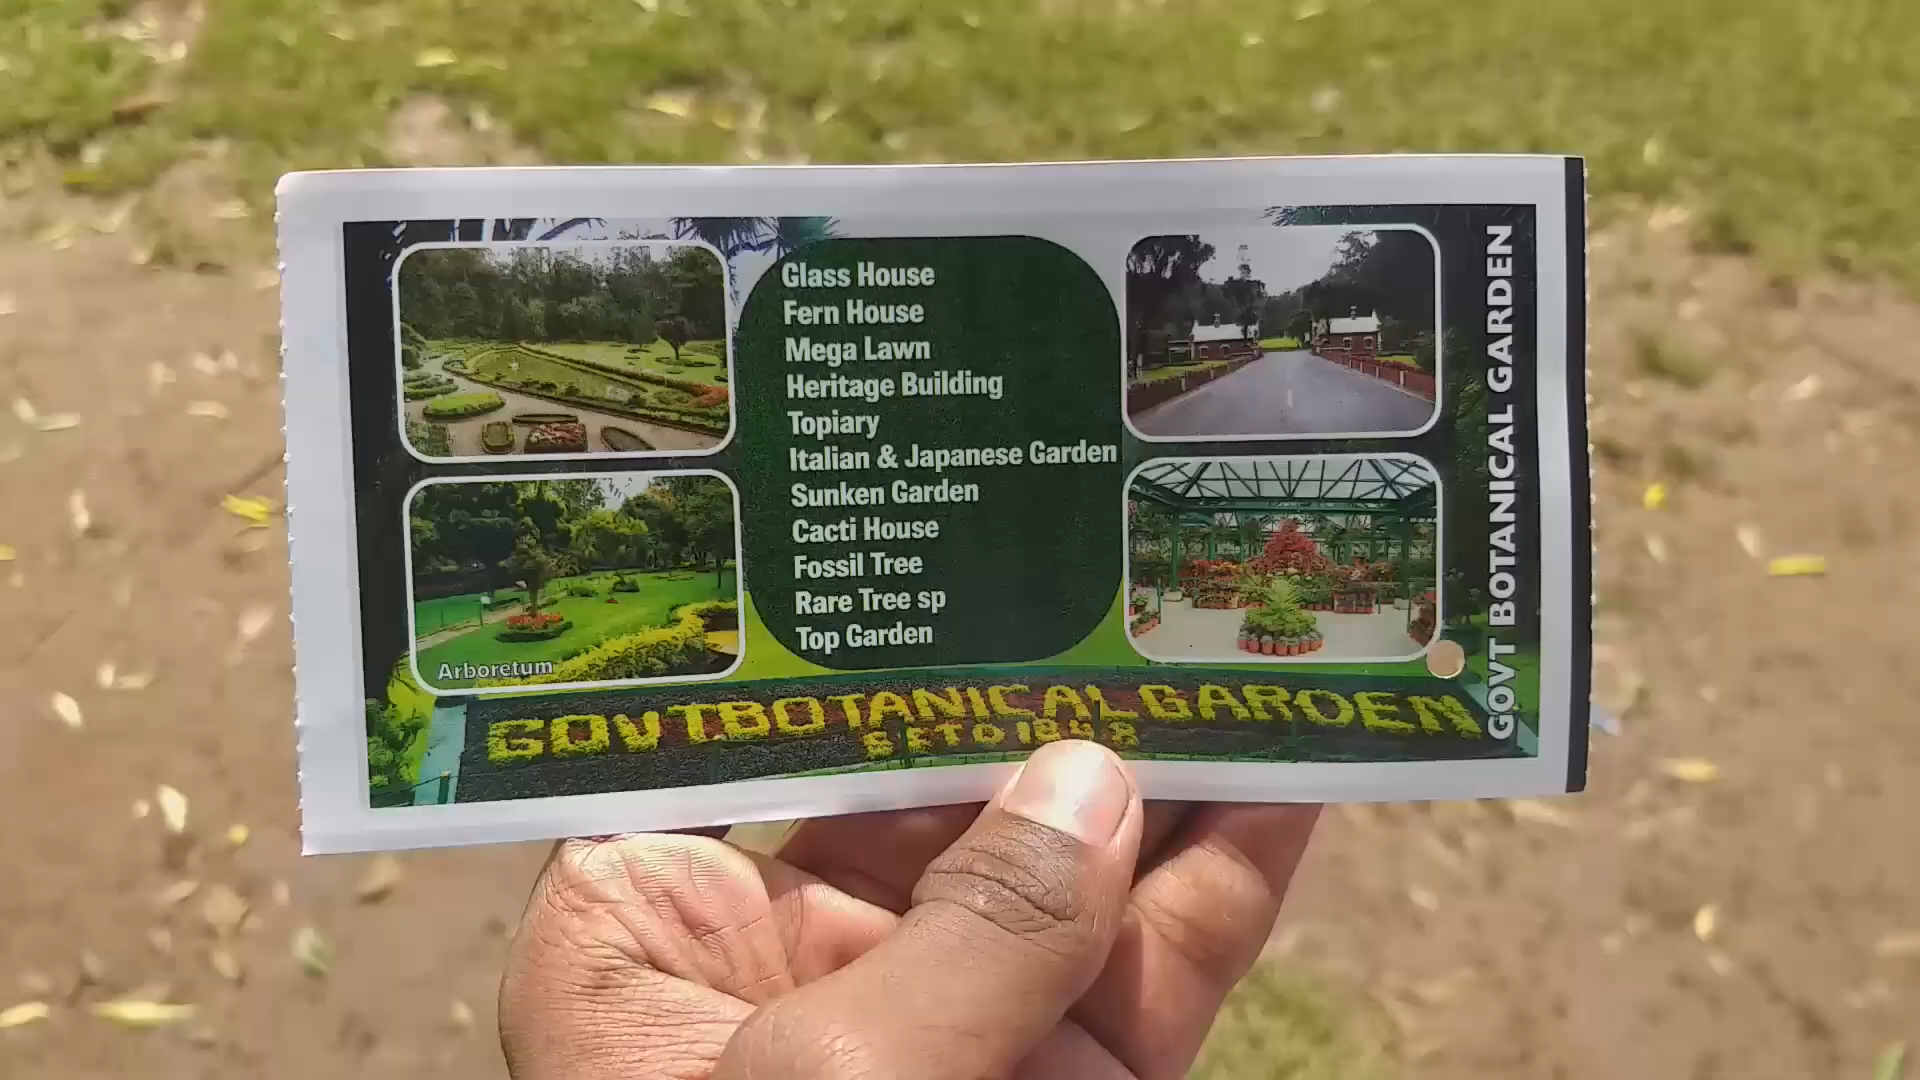 Glass House
Fern House
Mega Lawn
Heritage Building
Topiary
Italian & Japanese Garden
Sunken Garden
Cacti House
Fossil Tree
Rare Tree sp
Top Garden
Arboretum
GOVT BOTANICAL GARDEN
GOVT BOTANICAL GARDEN